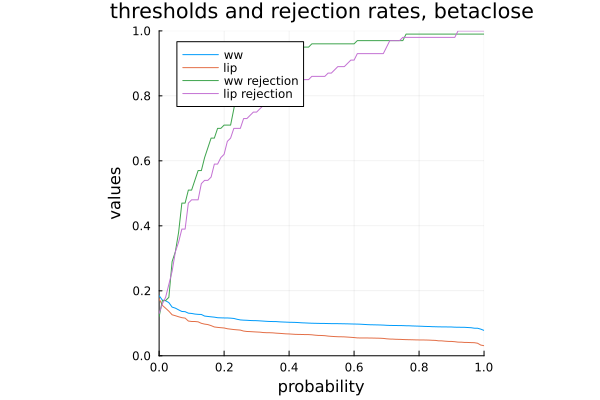 thresholds and rejection rates, betaclose
1.0
0.8
0.6
0.4
0.2
0.0
values
ww
lip
ww rejection
lip rejection
0.0 0.2 0.4 0.6 0.8 1.0
probability